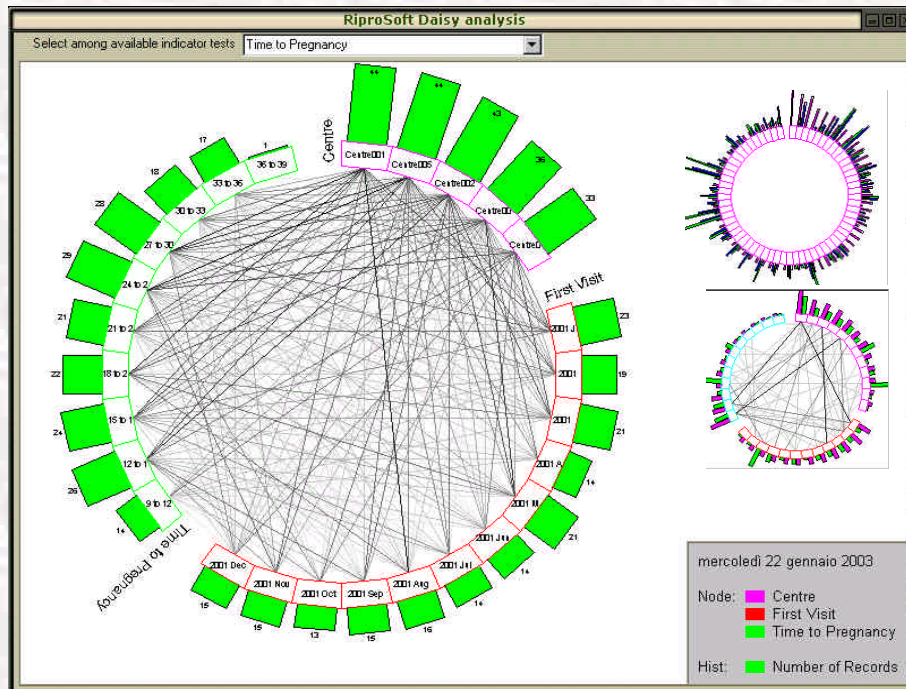 RiproSoft Daisy analysis
Select among available indicator tests
Time to Pregnancy
Centre
44
44
43
36
33
Centre001
Centre005
Centre002
First Visit
23
19
21
14
21
14
14
16
15
13
15
15
2001 J
2001
2001
2001 A
2001 M
2001 Jun
2001 Jul
2001 Aug
2001 Sep
2001 Oct
2001 Nov
2001 Dec
Time to Pregnancy
14
26
24
22
21
29
28
18
17
1
9 to 12
12 to 1
15 to 1
18 to 2
21 to 2
24 to 2
27 to 30
30 to 33
33 to 36
36 to 39
mercoledì 22 gennaio 2003
Node: Centre
First Visit
Time to Pregnancy
Hist: Number of Records